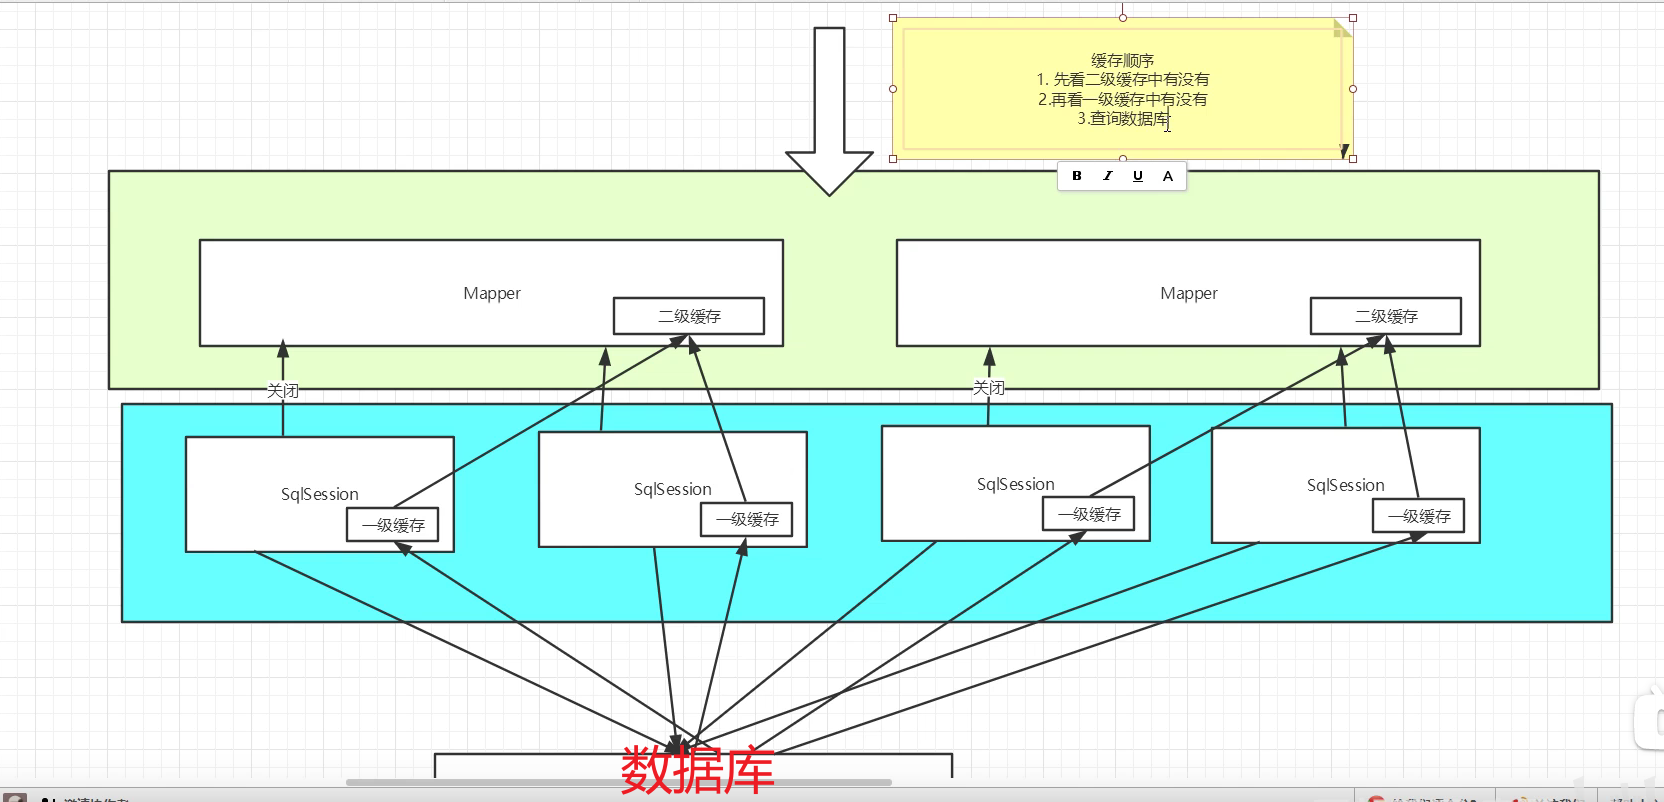 缓存顺序
1. 先看二级缓存中有没有
2.再看一级缓存中有没有
3.查询数据库
B I U A
Mapper
二级缓存
Mapper
二级缓存
关闭
关闭
SqlSession
一级缓存
SqlSession
一级缓存
SqlSession
一级缓存
SqlSession
一级缓存
数据库